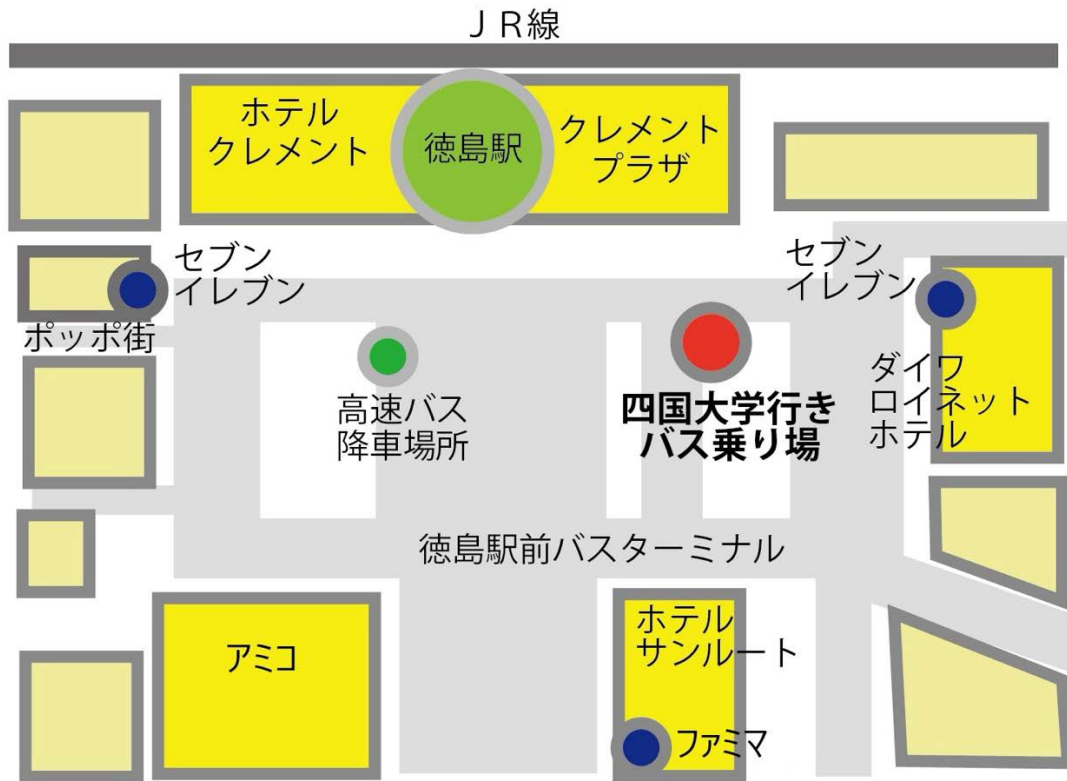 ＪＲ線
ホテル
クレメント
徳島駅
クレメント
プラザ
セブン
イレブン
セブン
イレブン
ポッポ街
高速バス
降車場所
四国大学行き
バス乗り場
ダイワ
ロイネット
ホテル
徳島駅前バスターミナル
アミコ
ホテル
サンルート
ファミマ